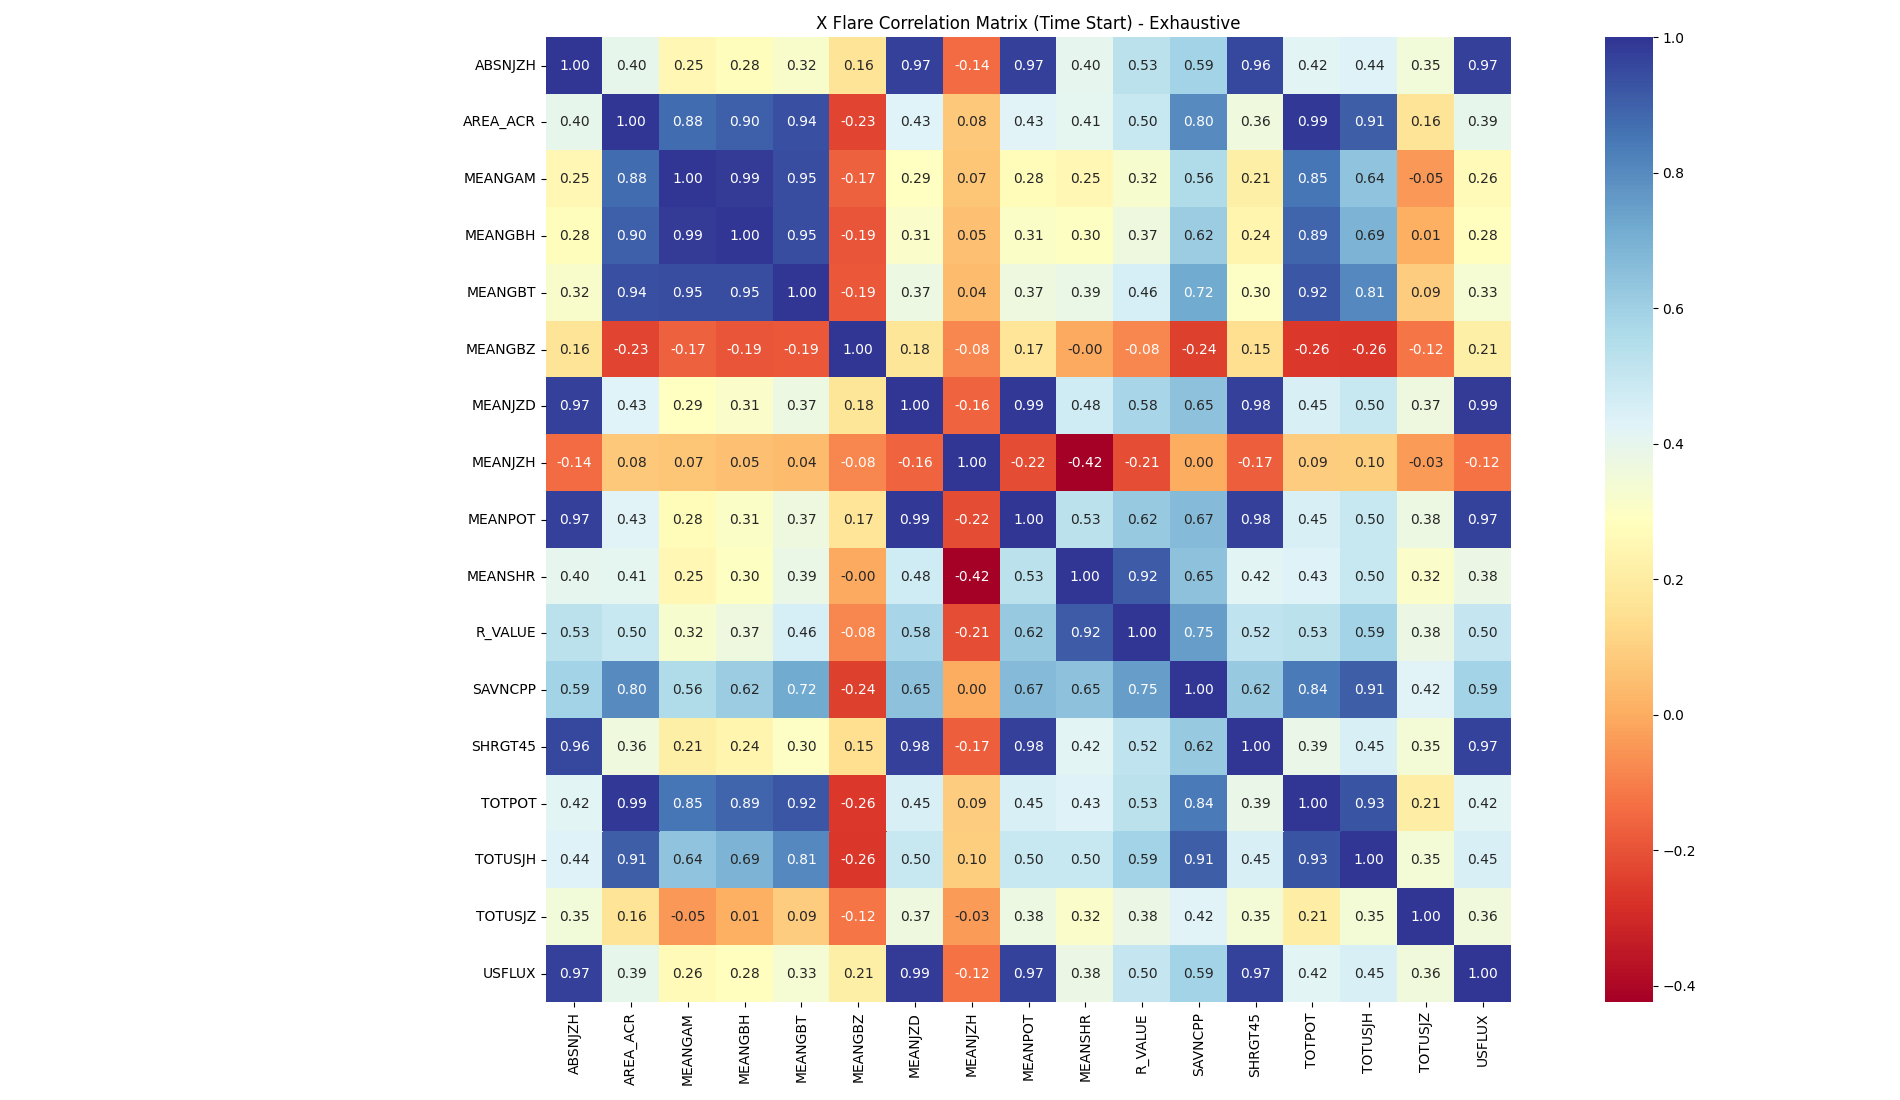 X Flare Correlation Matrix (Time Start) - Exhaustive
ABSNJZH 1.00 0.40 0.25 0.28 0.32 0.16 0.97 -0.14 0.97 0.40 0.53 0.59 0.96 0.42 0.44 0.35 0.97
AREA_ACR 0.40 1.00 0.88 0.90 0.94 -0.23 0.43 0.08 0.43 0.41 0.50 0.80 0.36 0.99 0.91 0.16 0.39
MEANGAM 0.25 0.88 1.00 0.99 0.95 -0.17 0.29 0.07 0.28 0.25 0.32 0.56 0.21 0.85 0.64 -0.05 0.26
MEANGBH 0.28 0.90 0.99 1.00 0.95 -0.19 0.31 0.05 0.31 0.30 0.37 0.62 0.24 0.89 0.69 0.01 0.28
MEANGBT 0.32 0.94 0.95 0.95 1.00 -0.19 0.37 0.04 0.37 0.39 0.46 0.72 0.30 0.92 0.81 0.09 0.33
MEANGBZ 0.16 -0.23 -0.17 -0.19 -0.19 1.00 0.18 -0.08 0.17 -0.00 -0.08 -0.24 0.15 -0.26 -0.26 -0.12 0.21
MEANJZD 0.97 0.43 0.29 0.31 0.37 0.18 1.00 -0.16 0.99 0.48 0.58 0.65 0.98 0.45 0.50 0.37 0.99
MEANJZH -0.14 0.08 0.07 0.05 0.04 -0.08 -0.16 1.00 -0.22 -0.42 -0.21 0.00 -0.17 0.09 0.10 -0.03 -0.12
MEANPOT 0.97 0.43 0.28 0.31 0.37 0.17 0.99 -0.22 1.00 0.53 0.62 0.67 0.98 0.45 0.50 0.38 0.97
MEANSHR 0.40 0.41 0.25 0.30 0.39 -0.00 0.48 -0.42 0.53 1.00 0.92 0.65 0.42 0.43 0.50 0.32 0.38
R_VALUE 0.53 0.50 0.32 0.37 0.46 -0.08 0.58 -0.21 0.62 0.92 1.00 0.75 0.52 0.53 0.59 0.38 0.50
SAVNCPP 0.59 0.80 0.56 0.62 0.72 -0.24 0.65 0.00 0.67 0.65 0.75 1.00 0.62 0.84 0.91 0.42 0.59
SHRGT45 0.96 0.36 0.21 0.24 0.30 0.15 0.98 -0.17 0.98 0.42 0.52 0.62 1.00 0.39 0.45 0.35 0.97
TOTPOT 0.42 0.99 0.85 0.89 0.92 -0.26 0.45 0.09 0.45 0.43 0.53 0.84 0.39 1.00 0.93 0.21 0.42
TOTUSJH 0.44 0.91 0.64 0.69 0.81 -0.26 0.50 0.10 0.50 0.50 0.59 0.91 0.45 0.93 1.00 0.35 0.45
TOTUSJZ 0.35 0.16 -0.05 0.01 0.09 -0.12 0.37 -0.03 0.38 0.32 0.38 0.42 0.35 0.21 0.35 1.00 0.36
USFLUX 0.97 0.39 0.26 0.28 0.33 0.21 0.99 -0.12 0.97 0.38 0.50 0.59 0.97 0.42 0.45 0.36 1.00
ABSNJZH AREA_ACR MEANGAM MEANGBH MEANGBT MEANGBZ MEANJZD MEANJZH MEANPOT MEANSHR R_VALUE SAVNCPP SHRGT45 TOTPOT TOTUSJH TOTUSJZ USFLUX
1.0
0.8
0.6
0.4
0.2
0.0
−0.2
−0.4